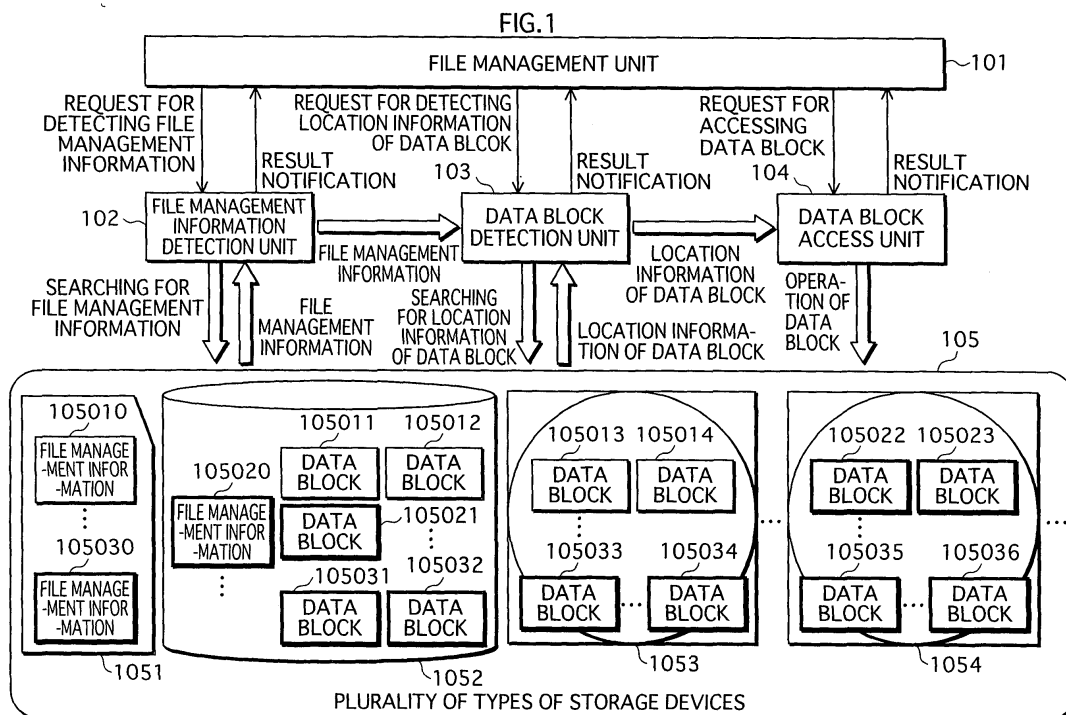 FIG.1
FILE MANAGEMENT UNIT
101
REQUEST FOR
DETECTING FILE
MANAGEMENT
INFORMATION
RESULT
NOTIFICATION
REQUEST FOR DETECTING
LOCATION INFORMATION
OF DATA BLCOK
103
RESULT
NOTIFICATION
REQUEST FOR
ACCESSING
DATA BLOCK
104
RESULT
NOTIFICATION
102
FILE MANAGEMENT
INFORMATION
DETECTION UNIT
FILE MANAGEMENT
INFORMATION
DATA BLOCK
DETECTION UNIT
LOCATION
INFORMATION
OF DATA BLOCK
DATA BLOCK
ACCESS UNIT
SEARCHING FOR
FILE MANAGEMENT
INFORMATION
FILE
MANAGEMENT
INFORMATION
SEARCHING
FOR LOCATION
INFORMATION
OF DATA BLOCK
LOCATION INFORMA-
TION OF DATA BLOCK
OPERA-
TION OF
DATA
BLOCK
105
105010
FILE MANAGE
-MENT INFOR
-MATION
105030
FILE MANAGE
-MENT INFOR
-MATION
1051
105020
FILE MANAGE
-MENT INFOR
-MATION
105011
DATA
BLOCK
105012
DATA
BLOCK
105021
DATA
BLOCK
105031
DATA
BLOCK
105032
DATA
BLOCK
1052
105013
DATA
BLOCK
105014
DATA
BLOCK
105033
DATA
BLOCK
105034
DATA
BLOCK
1053
105022
DATA
BLOCK
105023
DATA
BLOCK
105035
DATA
BLOCK
105036
DATA
BLOCK
1054
PLURALITY OF TYPES OF STORAGE DEVICES